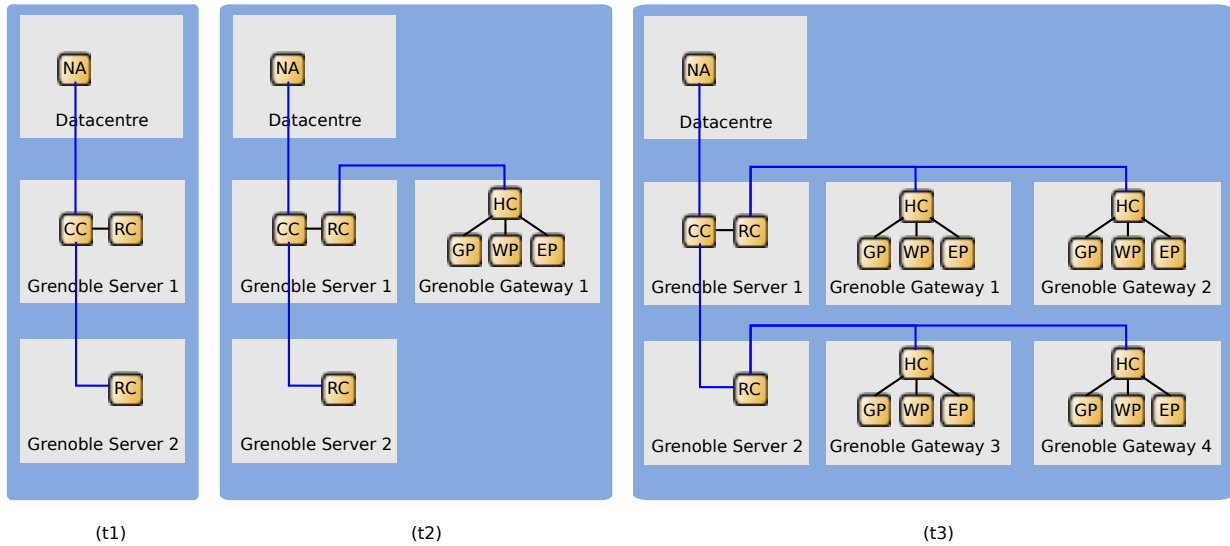 NA
Datacentre
CC RC
Grenoble Server 1
RC
Grenoble Server 2
(t1)
NA
Datacentre
CC RC
Grenoble Server 1
HC
GP WP EP
Grenoble Gateway 1
RC
Grenoble Server 2
(t2)
NA
Datacentre
CC RC
Grenoble Server 1
HC
GP WP EP
Grenoble Gateway 1
HC
GP WP EP
Grenoble Gateway 2
RC
Grenoble Server 2
HC
GP WP EP
Grenoble Gateway 3
HC
GP WP EP
Grenoble Gateway 4
(t3)